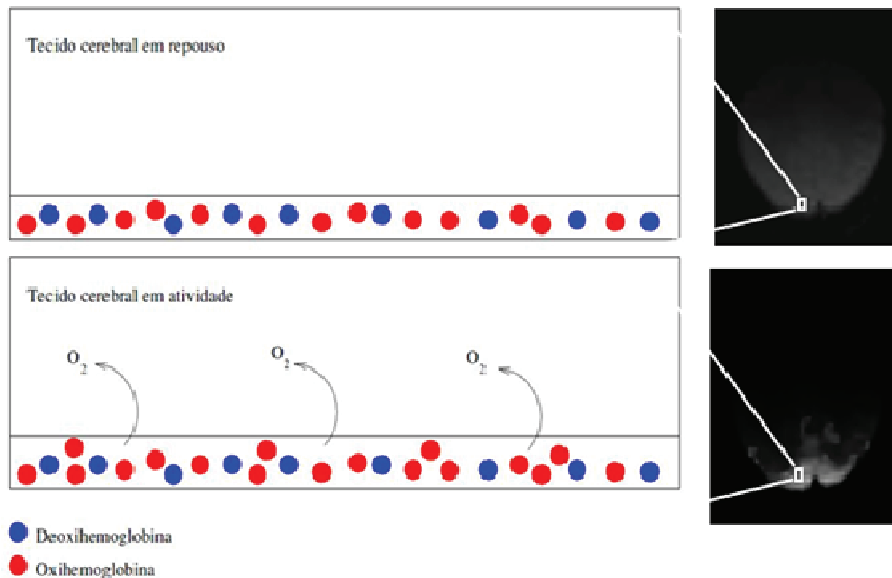 Tecido cerebral em repouso
Tecido cerebral em atividade
O2
O2
O2
Deoxihemoglobina
Oxihemoglobina